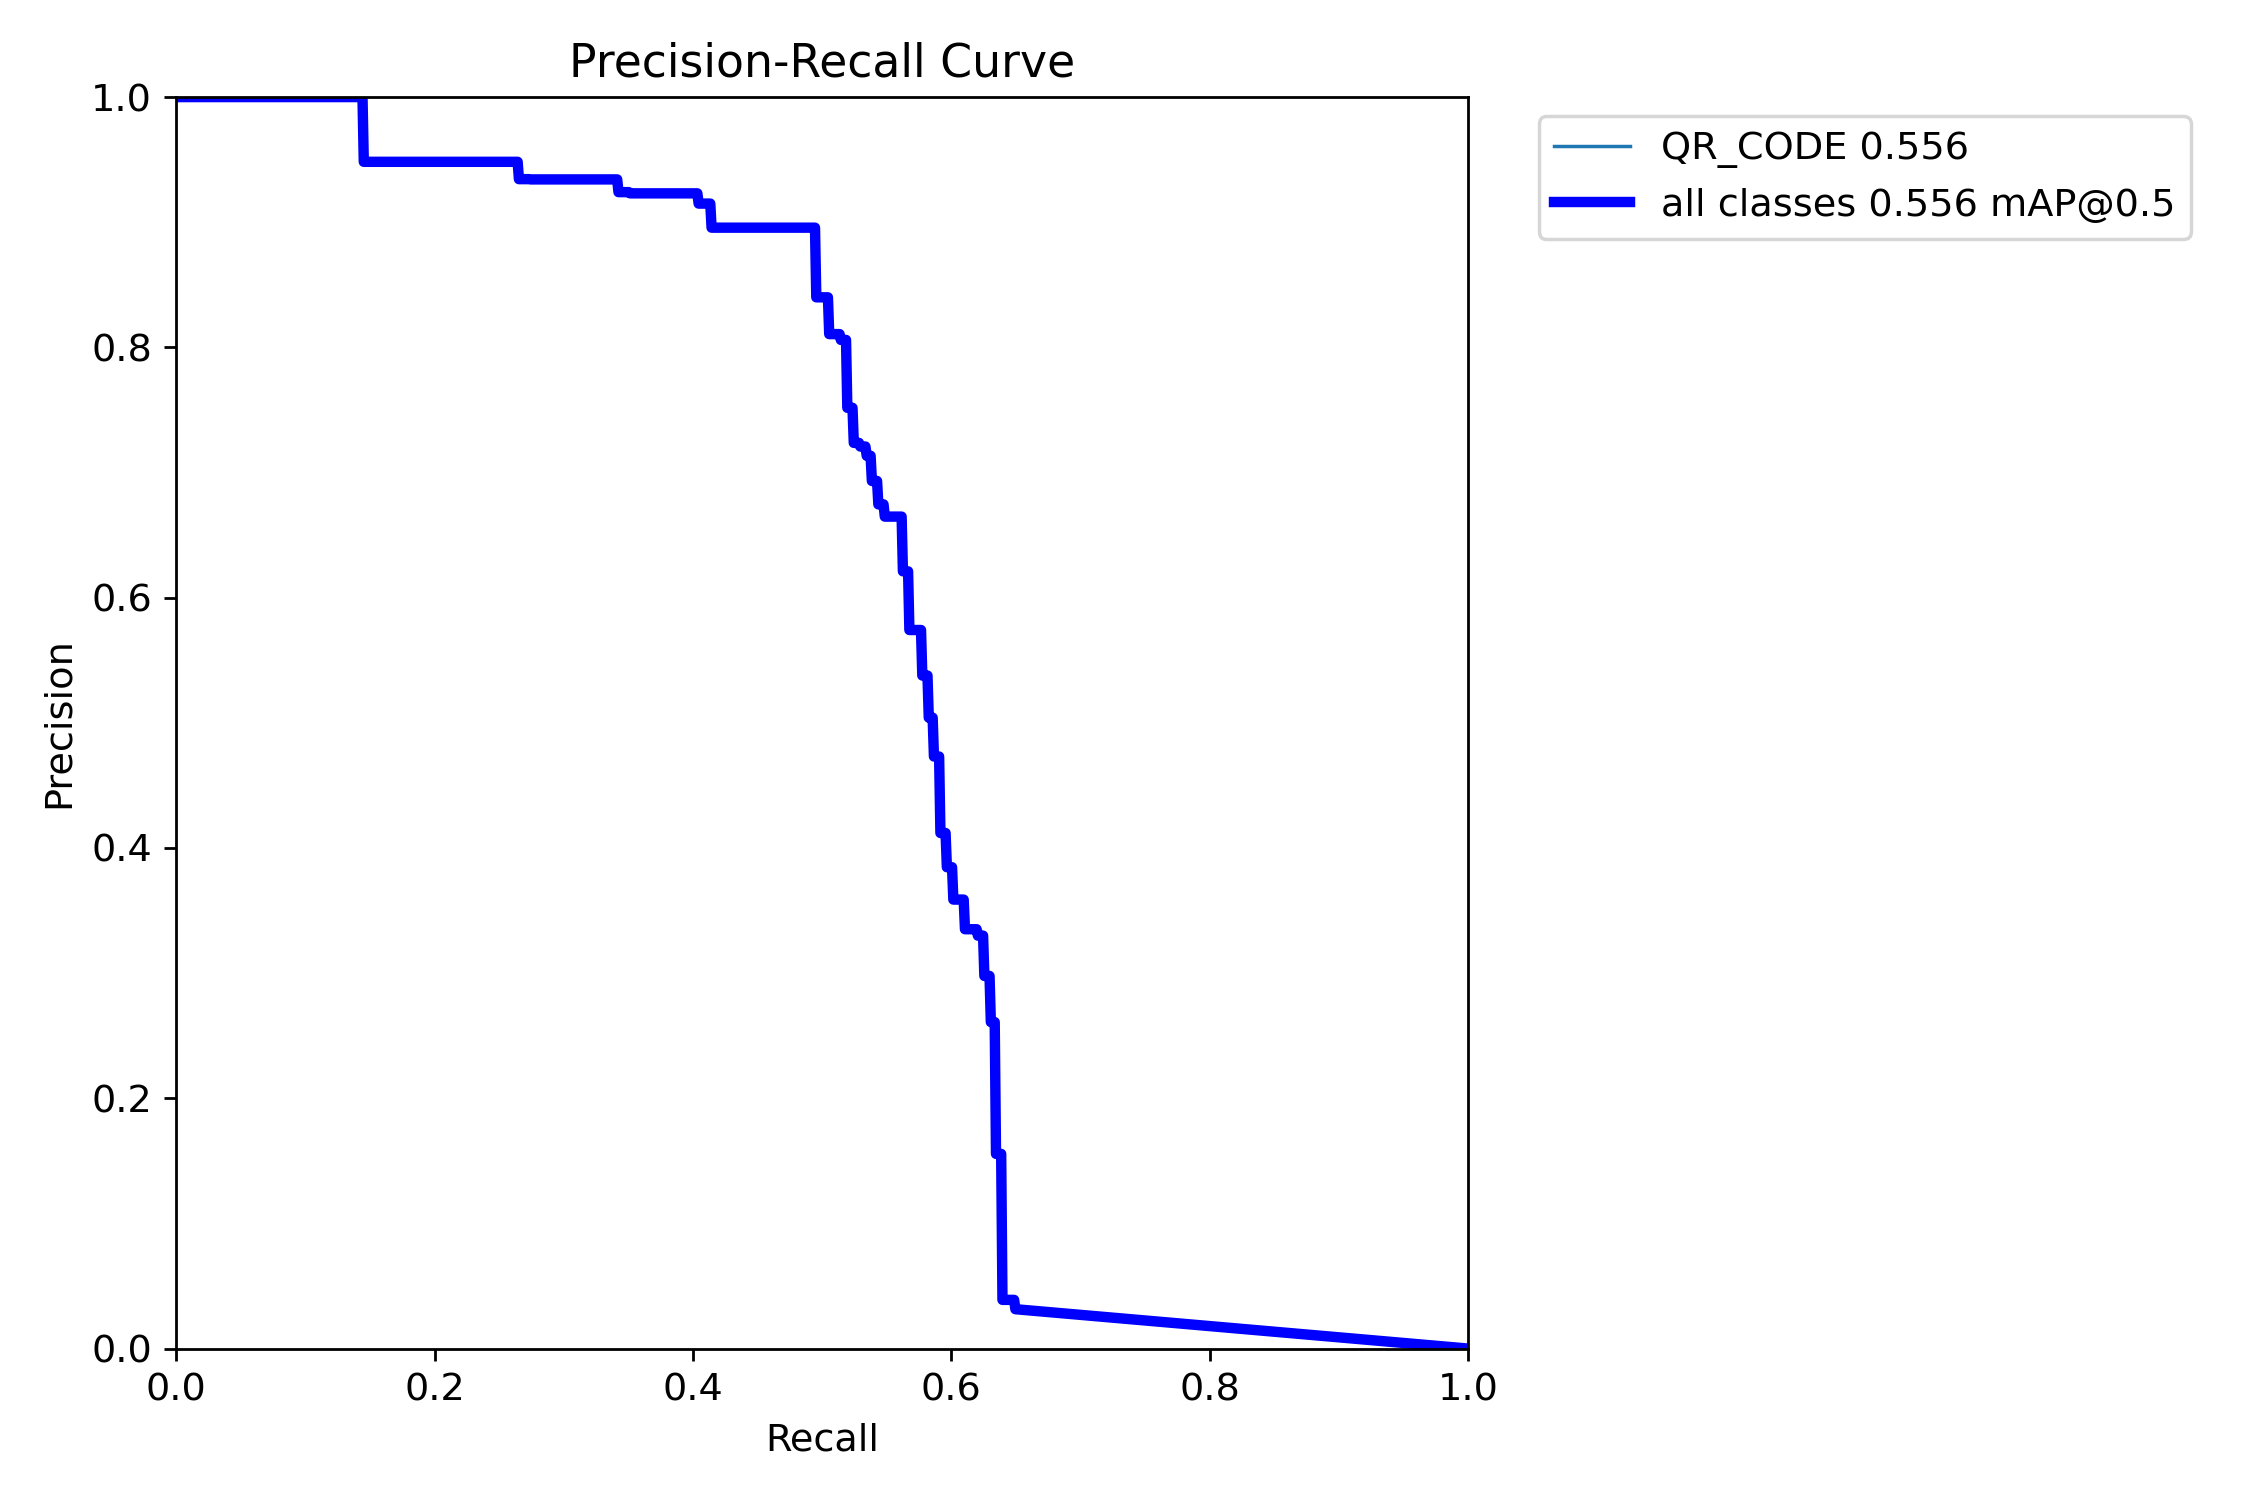 Precision-Recall Curve
1.0
0.8
0.6
0.4
0.2
0.0
Precision
0.0 0.2 0.4 0.6 0.8 1.0
Recall
QR_CODE 0.556
all classes 0.556 mAP@0.5